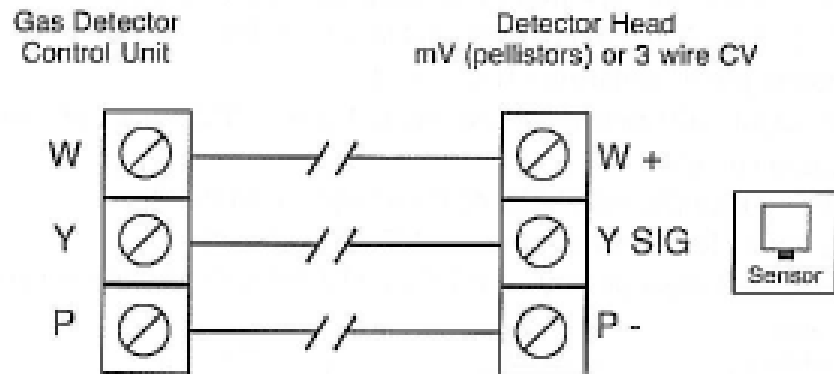 Gas Detector
Control Unit
Detector Head
mV (pellistors) or 3 wire CV
W
W +
Y
Y SIG
P
P -
Sensor